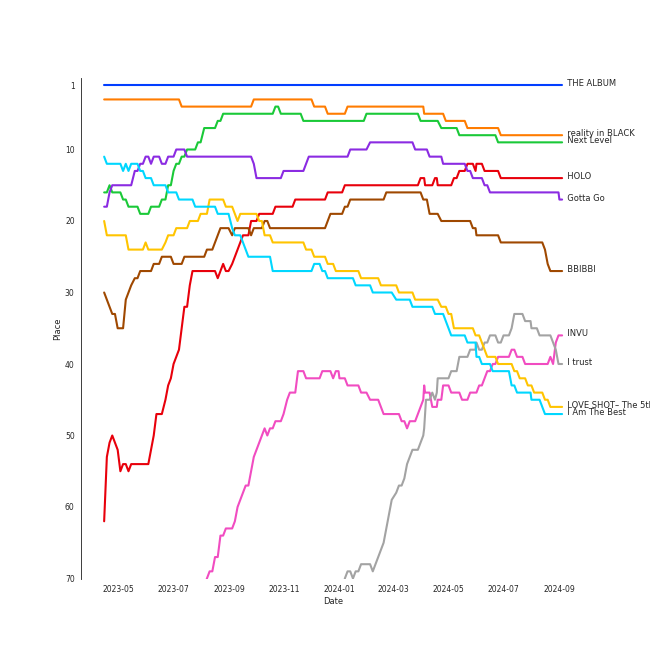 1
THE ALBUM
reality in BLACK
Next Level
10
HOLO
Gotta Go
20
BBIBBI
30
Place
INVU
40
I trust
LOVE SHOT– The 5tl
I Am The Best
50
60
70
2023-05 2023-07 2023-09 2023-11 2024-01 2024-03 2024-05 2024-07 2024-09
Date